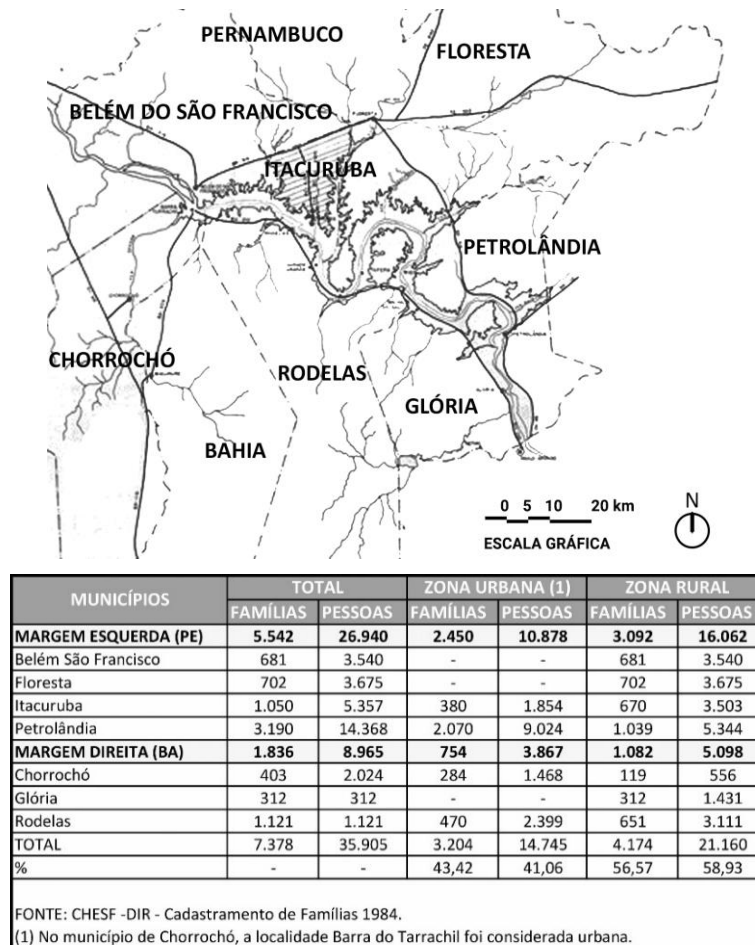 PERNAMBUCO
FLORESTA
BELÉM DO SÃO FRANCISCO
ITACURUBA
PETROLÂNDIA
CHORROCHÓ
RODELAS
GLÓRIA
BAHIA
0 5 10 20 km
ESCALA GRÁFICA
N
MUNICÍPIOS TOTAL ZONA URBANA (1) ZONA RURAL
FAMÍLIAS PESSOAS FAMÍLIAS PESSOAS FAMÍLIAS PESSOAS
MARGEM ESQUERDA (PE) 5.542 26.940 2.450 10.878 3.092 16.062
Belém São Francisco 681 3.540 - - 681 3.540
Floresta 702 3.675 - - 702 3.675
Itacuruba 1.050 5.357 380 1.854 670 3.503
Petrolândia 3.190 14.368 2.070 9.024 1.039 5.344
MARGEM DIREITA (BA) 1.836 8.965 754 3.867 1.082 5.098
Chorrochó 403 2.024 284 1.468 119 556
Glória 312 312 - - 312 1.431
Rodelas 1.121 1.121 470 2.399 651 3.111
TOTAL 7.378 35.905 3.204 14.745 4.174 21.160
% - - 43,42 41,06 56,57 58,93
FONTE: CHESF -DIR - Cadastramento de Famílias 1984.
(1) No município de Chorrochó, a localidade Barra do Tarrachil foi considerada urbana.